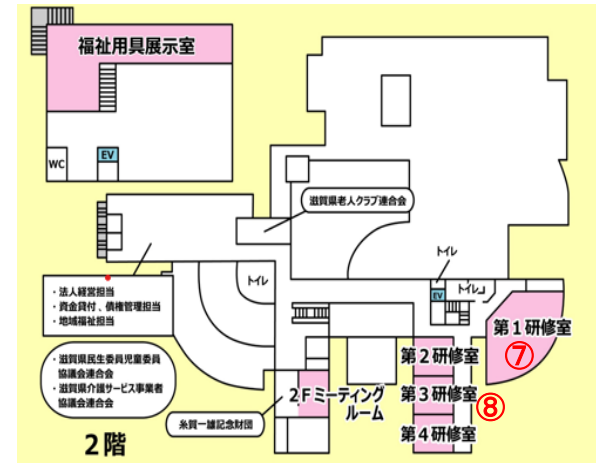 福祉用具展示室
WC
EV
滋賀県老人クラブ連合会
トイレ
トイレ
EV
トイレ
・法人経営担当
・資金貸付、債権管理担当
・地域福祉担当
第1研修室
⑦
・滋賀県民生委員児童委員
協議会連合会
・滋賀県介護サービス事業者
協議会連合会
第2研修室
2Fミーティング
ルーム
第3研修室
⑧
糸賀一雄記念財団
第4研修室
2階